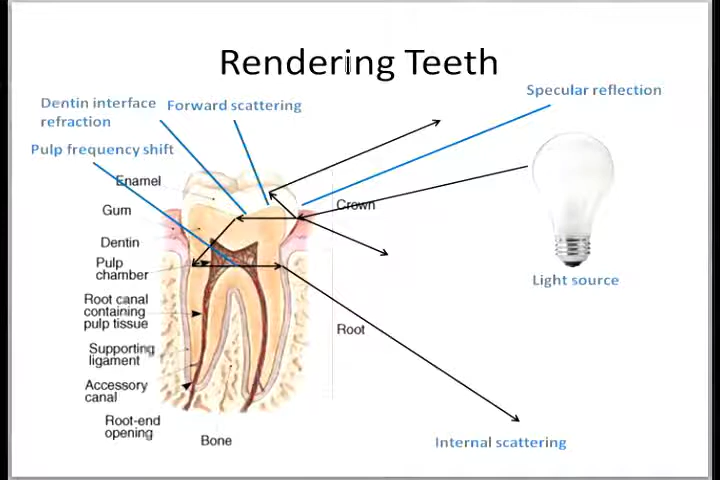 Rendering Teeth
Specular reflection
Dentin interface
refraction
Forward scattering
Pulp frequency shift
Enamel
Crown
Gum
Dentin
Pulp
chamber
Light source
Root canal
containing
pulp tissue
Root
Supporting
ligament
Accessory
canal
Root-end
opening
Bone
Internal scattering